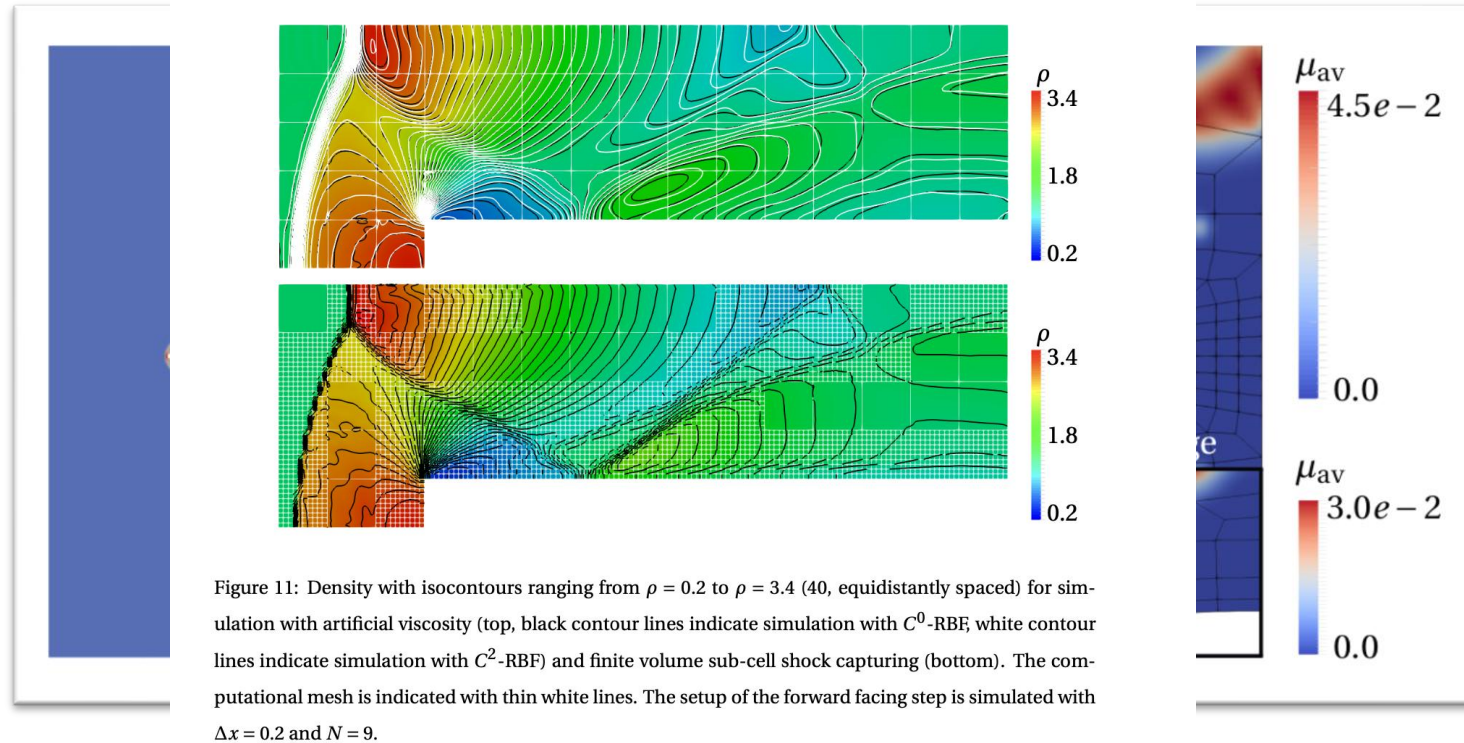 ρ
3.4
1.8
0.2
ρ
3.4
1.8
0.2
Figure 11: Density with isocontours ranging from ρ = 0.2 to ρ = 3.4 (40, equidistantly spaced) for sim-
ulation with artificial viscosity (top, black contour lines indicate simulation with C⁰-RBF, white contour
lines indicate simulation with C²-RBF) and finite volume sub-cell shock capturing (bottom). The com-
putational mesh is indicated with thin white lines. The setup of the forward facing step is simulated with
Δx = 0.2 and N = 9.
μav
4.5e − 2
0.0
ge
μav
3.0e − 2
0.0